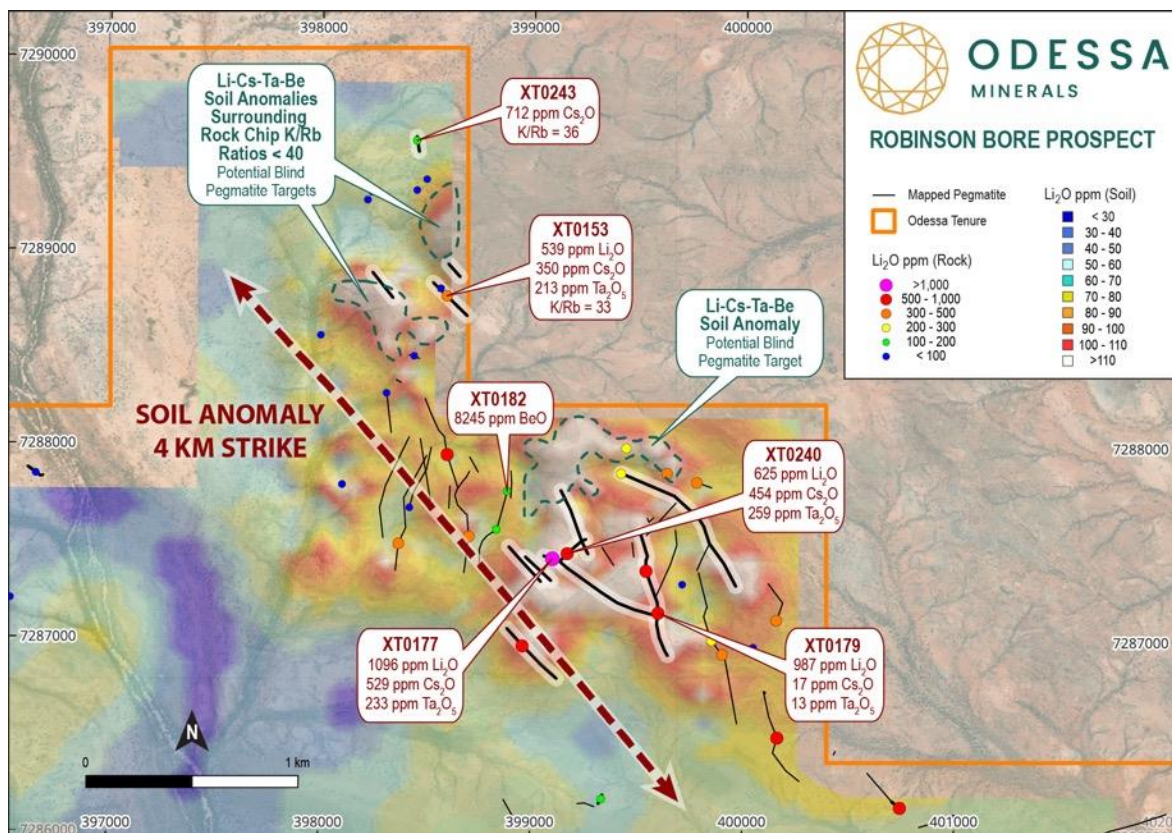 397000
398000
399000
400000
7290000
7289000
7288000
7287000
7286000
Li-Cs-Ta-Be
Soil Anomalies
Surrounding
Rock Chip K/Rb
Ratios < 40
Potential Blind
Pegmatite Targets
XT0243
712 ppm Cs₂O
K/Rb = 36
XT0153
539 ppm Li₂O
350 ppm Cs₂O
213 ppm Ta₂O₅
K/Rb = 33
Li-Cs-Ta-Be
Soil Anomaly
Potential Blind
Pegmatite Target
SOIL ANOMALY
4 KM STRIKE
XT0182
8245 ppm BeO
XT0240
625 ppm Li₂O
454 ppm Cs₂O
259 ppm Ta₂O₅
XT0177
1096 ppm Li₂O
529 ppm Cs₂O
233 ppm Ta₂O₅
XT0179
987 ppm Li₂O
17 ppm Cs₂O
13 ppm Ta₂O₅
7288000
7287000
N
0
1 km
397000
398000
399000
400000
401000
ODESSA
MINERALS
ROBINSON BORE PROSPECT
Mapped Pegmatite
Odessa Tenure
Li₂O ppm (Rock)
>1,000
500 - 1,000
300 - 500
200 - 300
100 - 200
< 100
Li₂O ppm (Soil)
< 30
30 - 40
40 - 50
50 - 60
60 - 70
70 - 80
80 - 90
90 - 100
100 - 110
>110